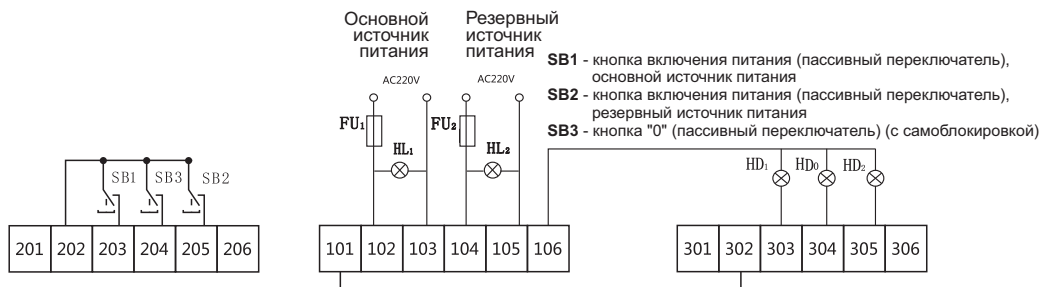 Основной
источник
питания
Резервный
источник
питания
AC220V
AC220V
SB1 - кнопка включения питания (пассивный переключатель),
основной источник питания
SB2 - кнопка включения питания (пассивный переключатель),
резервный источник питания
SB3 - кнопка "0" (пассивный переключатель) (с самоблокировкой)
FU1
FU2
HL1
HL2
HD1
HD0
HD2
SB1 SB3 SB2
201 202 203 204 205 206
101 102 103 104 105 106
301 302 303 304 305 306